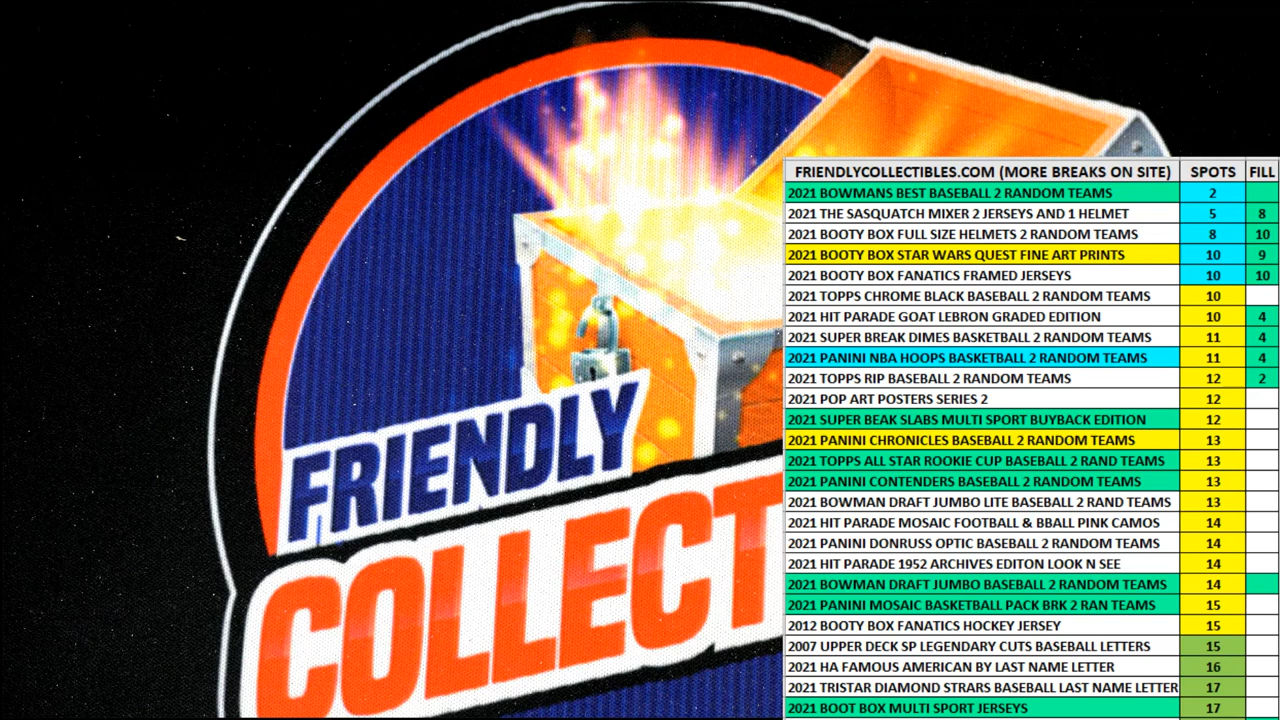 FRIENDLY
COLLECT
FRIENDLYCOLLECTIBLES.COM (MORE BREAKS ON SITE) SPOTS FILL
2021 BOWMANS BEST BASEBALL 2 RANDOM TEAMS 2
2021 THE SASQUATCH MIXER 2 JERSEYS AND 1 HELMET 5 8
2021 BOOTY BOX FULL SIZE HELMETS 2 RANDOM TEAMS 8 10
2021 BOOTY BOX STAR WARS QUEST FINE ART PRINTS 10 9
2021 BOOTY BOX FANATICS FRAMED JERSEYS 10 10
2021 TOPPS CHROME BLACK BASEBALL 2 RANDOM TEAMS 10
2021 HIT PARADE GOAT LEBRON GRADED EDITION 10 4
2021 SUPER BREAK DIMES BASKETBALL 2 RANDOM TEAMS 11 4
2021 PANINI NBA HOOPS BASKETBALL 2 RANDOM TEAMS 11 4
2021 TOPPS RIP BASEBALL 2 RANDOM TEAMS 12 2
2021 POP ART POSTERS SERIES 2 12
2021 SUPER BEAK SLABS MULTI SPORT BUYBACK EDITION 12
2021 PANINI CHRONICLES BASEBALL 2 RANDOM TEAMS 13
2021 TOPPS ALL STAR ROOKIE CUP BASEBALL 2 RAND TEAMS 13
2021 PANINI CONTENDERS BASEBALL 2 RANDOM TEAMS 13
2021 BOWMAN DRAFT JUMBO LITE BASEBALL 2 RAND TEAMS 13
2021 HIT PARADE MOSAIC FOOTBALL & BBALL PINK CAMOS 14
2021 PANINI DONRUSS OPTIC BASEBALL 2 RANDOM TEAMS 14
2021 HIT PARADE 1952 ARCHIVES EDITON LOOK N SEE 14
2021 BOWMAN DRAFT JUMBO BASEBALL 2 RANDOM TEAMS 14
2021 PANINI MOSAIC BASKETBALL PACK BRK 2 RAN TEAMS 15
2012 BOOTY BOX FANATICS HOCKEY JERSEY 15
2007 UPPER DECK SP LEGENDARY CUTS BASEBALL LETTERS 15
2021 HA FAMOUS AMERICAN BY LAST NAME LETTER 16
2021 TRISTAR DIAMOND STRARS BASEBALL LAST NAME LETTER 17
2021 BOOT BOX MULTI SPORT JERSEYS 17